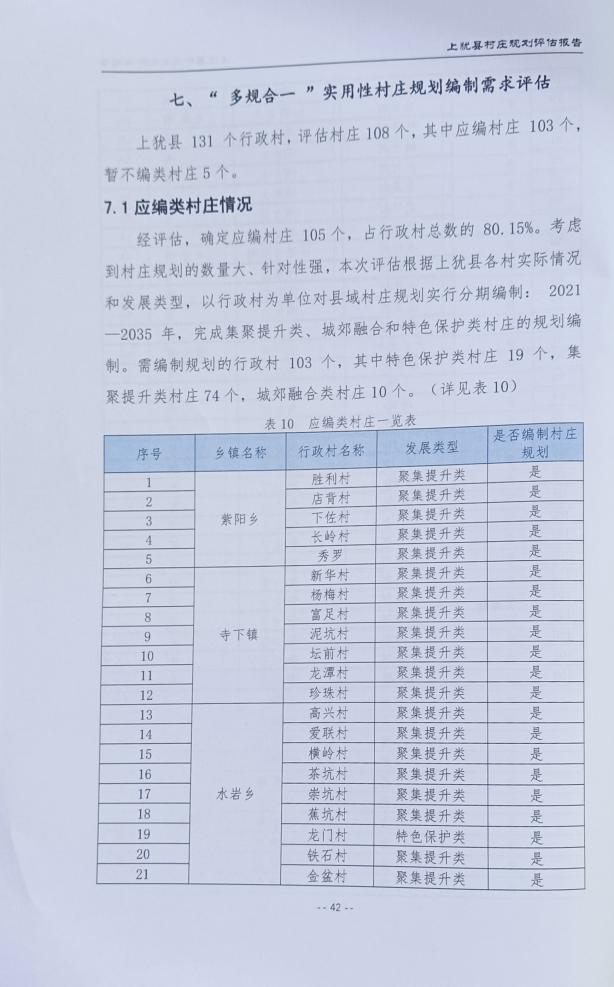 上犹县村庄规划评估报告
七、“ 多规合一 ”实用性村庄规划编制需求评估
上犹县 131 个行政村，评估村庄 108 个，其中应编村庄 103 个，
暂不编类村庄 5 个。
7.1 应编类村庄情况
经评估，确定应编村庄 105 个，占行政村总数的 80.15%。考虑
到村庄规划的数量大、针对性强，本次评估根据上犹县各村实际情况
和发展类型，以行政村为单位对县域村庄规划实行分期编制： 2021
—2035 年，完成集聚提升类、城郊融合和特色保护类村庄的规划编
制。需编制规划的行政村 103 个，其中特色保护类村庄 19 个，集
聚提升类村庄 74 个，城郊融合类村庄 10 个。（详见表 10）
表 10 应编类村庄一览表
序号 乡镇名称 行政村名称 发展类型 是否编制村庄
规划
1 紫阳乡 胜利村 聚集提升类 是
2 店背村 聚集提升类 是
3 下佐村 聚集提升类 是
4 长岭村 聚集提升类 是
5 秀罗 聚集提升类 是
6 寺下镇 新华村 聚集提升类 是
7 杨梅村 聚集提升类 是
8 富足村 聚集提升类 是
9 泥坑村 聚集提升类 是
10 坛前村 聚集提升类 是
11 龙潭村 聚集提升类 是
12 珍珠村 聚集提升类 是
13 水岩乡 高兴村 聚集提升类 是
14 爱联村 聚集提升类 是
15 横岭村 聚集提升类 是
16 茶坑村 聚集提升类 是
17 崇坑村 聚集提升类 是
18 蕉坑村 聚集提升类 是
19 龙门村 特色保护类 是
20 铁石村 聚集提升类 是
21 金盆村 聚集提升类 是
-- 42 --